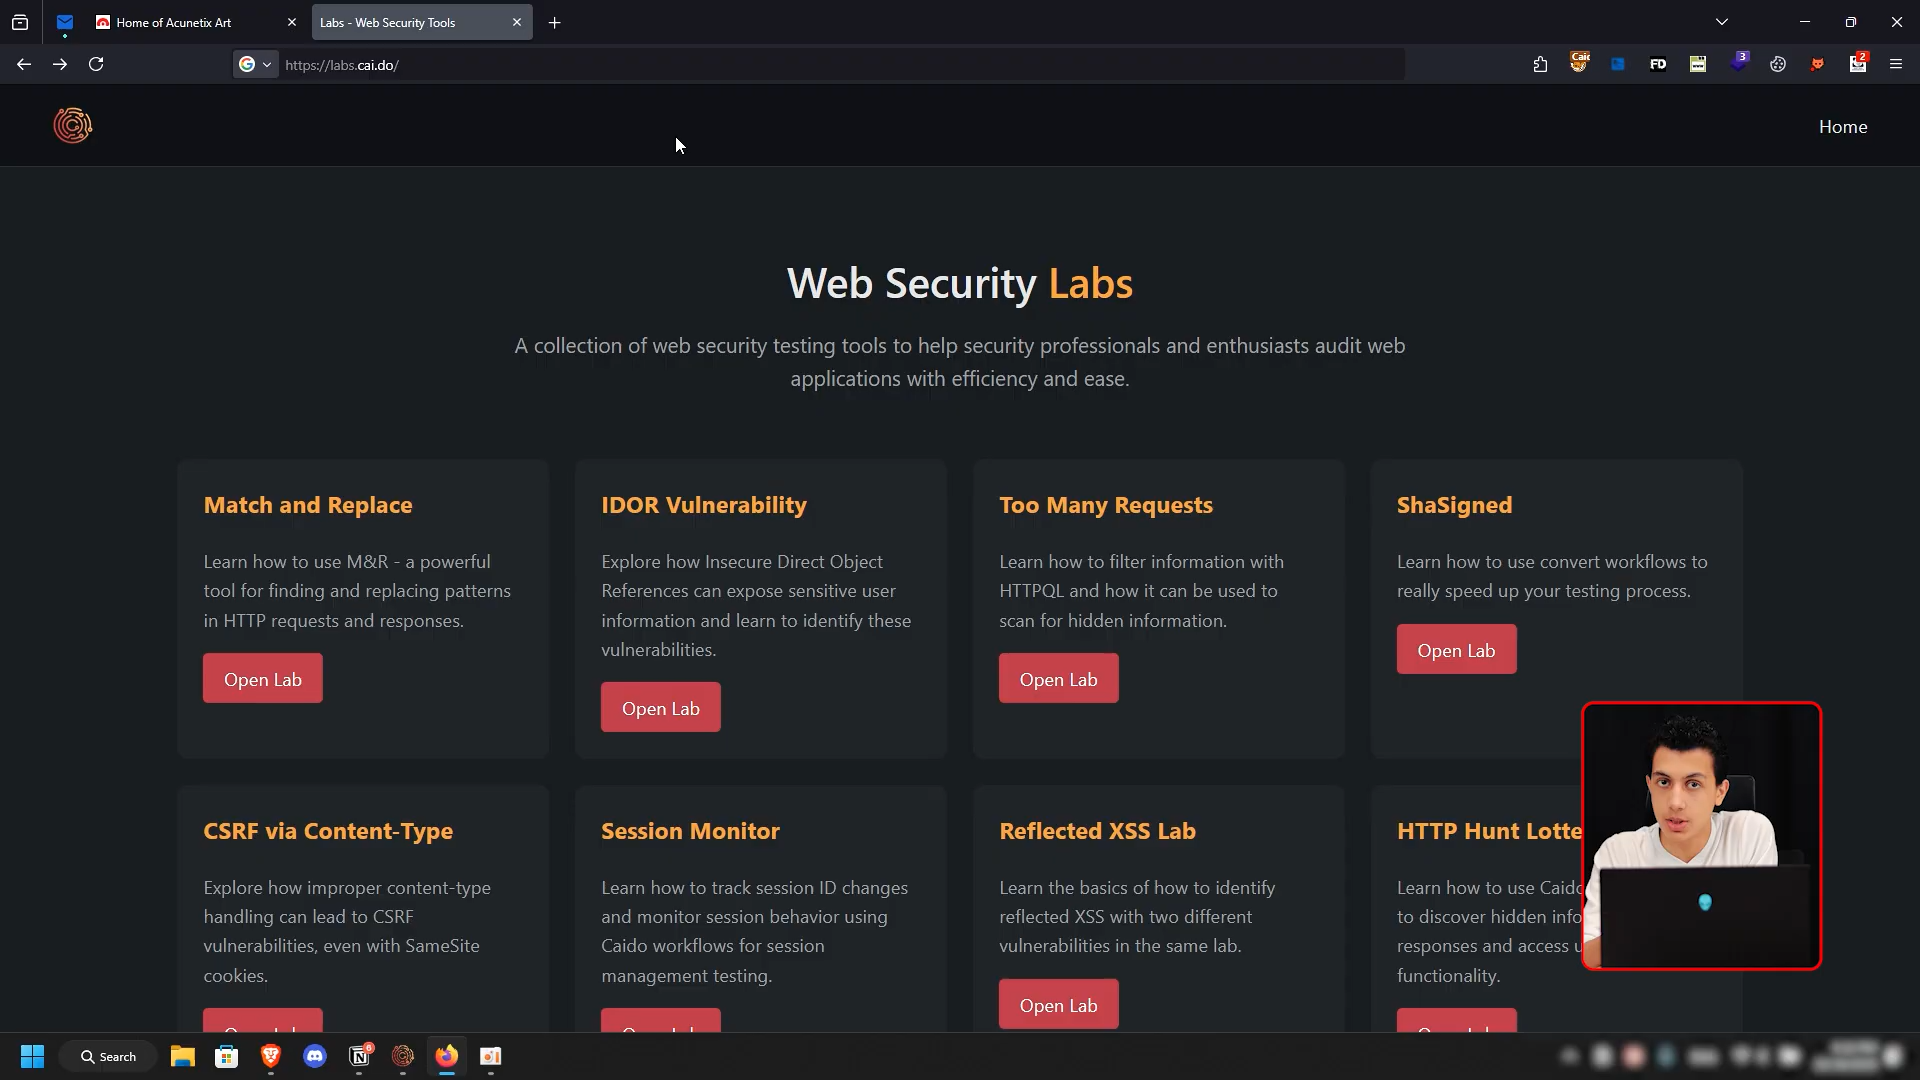 Home of Acunetix Art
Labs - Web Security Tools
https://labs.cai.do/
Caic
FD
3
2
Home
Web Security Labs
A collection of web security testing tools to help security professionals and enthusiasts audit web
applications with efficiency and ease.
Match and Replace
Learn how to use M&R - a powerful
tool for finding and replacing patterns
in HTTP requests and responses.
Open Lab
IDOR Vulnerability
Explore how Insecure Direct Object
References can expose sensitive user
information and learn to identify these
vulnerabilities.
Open Lab
Too Many Requests
Learn how to filter information with
HTTPQL and how it can be used to
scan for hidden information.
Open Lab
ShaSigned
Learn how to use convert workflows to
really speed up your testing process.
Open Lab
CSRF via Content-Type
Explore how improper content-type
handling can lead to CSRF
vulnerabilities, even with SameSite
cookies.
Session Monitor
Learn how to track session ID changes
and monitor session behavior using
Caido workflows for session
management testing.
Reflected XSS Lab
Learn the basics of how to identify
reflected XSS with two different
vulnerabilities in the same lab.
Open Lab
HTTP Hunt Lotte
Learn how to use Caido
to discover hidden info
responses and access u
functionality.
Search
6